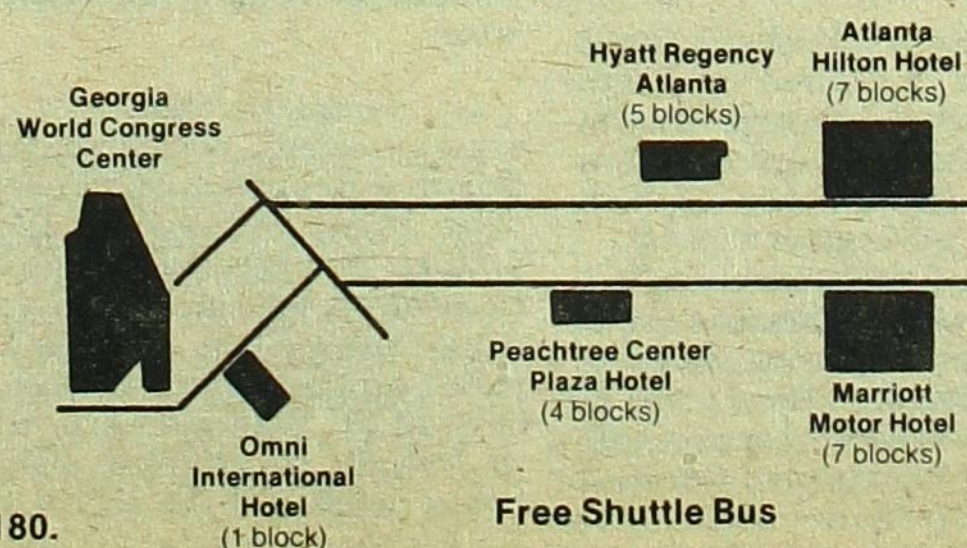 Georgia
World Congress
Center
Hyatt Regency
Atlanta
(5 blocks)
Atlanta
Hilton Hotel
(7 blocks)
Peachtree Center
Plaza Hotel
(4 blocks)
Marriott
Motor Hotel
(7 blocks)
Omni
International
Hotel
(1 block)
Free Shuttle Bus
80.